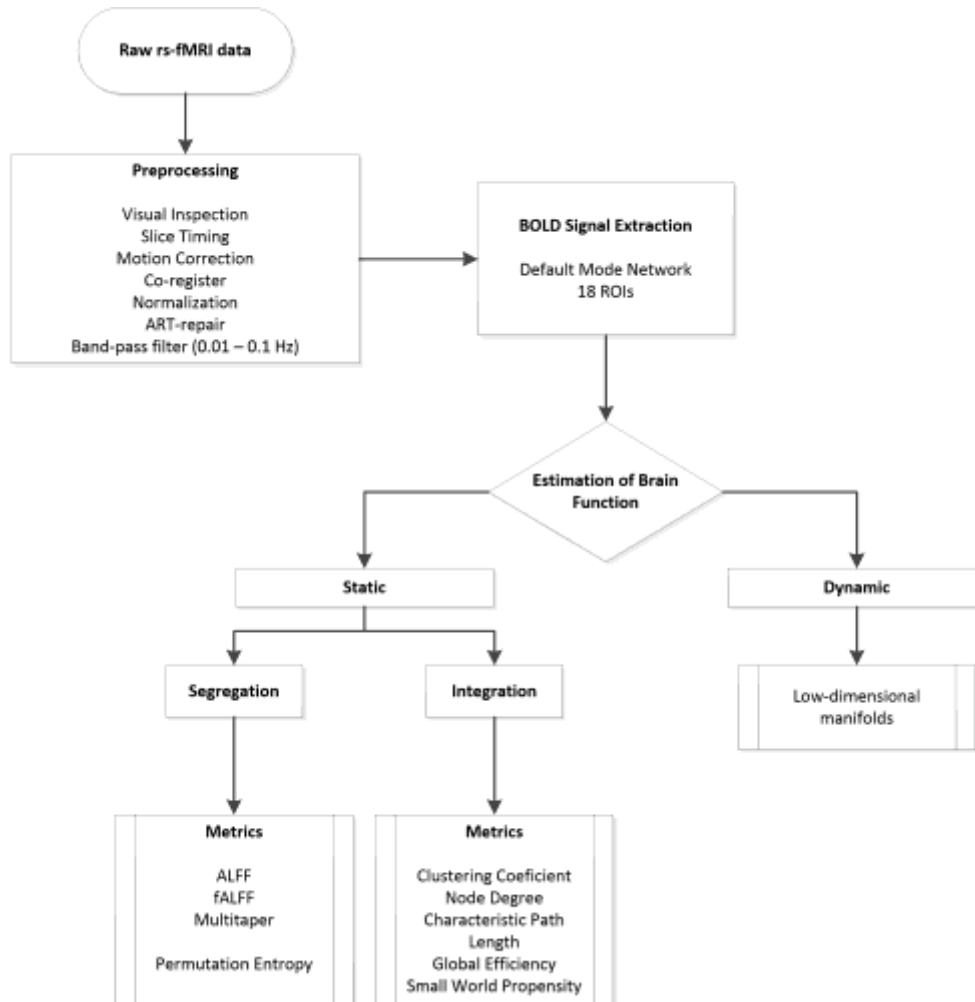 Raw rs-fMRI data
Preprocessing
Visual Inspection
Slice Timing
Motion Correction
Co-register
Normalization
ART-repair
Band-pass filter (0.01 – 0.1 Hz)
BOLD Signal Extraction
Default Mode Network
18 ROIs
Estimation of Brain
Function
Static
Dynamic
Segregation
Integration
Low-dimensional
manifolds
Metrics
ALFF
fALFF
Multitaper
Permutation Entropy
Metrics
Clustering Coeficient
Node Degree
Characteristic Path
Length
Global Efficiency
Small World Propensity